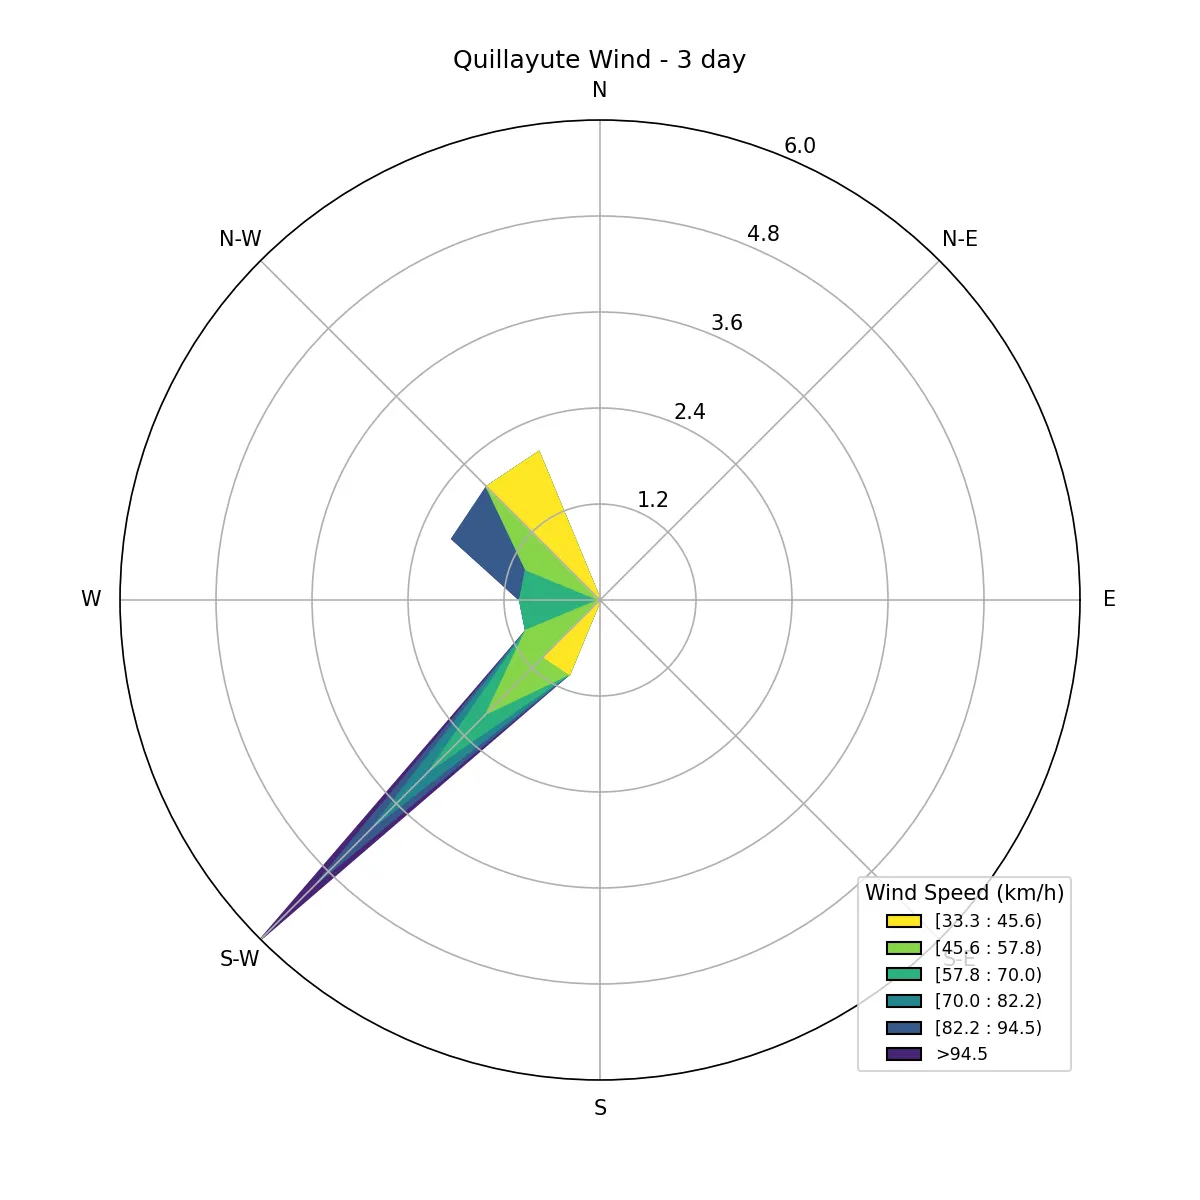 Quillayute Wind - 3 day
N
6.0
4.8
N-W
N-E
3.6
2.4
1.2
W
E
Wind Speed (km/h)
[33.3 : 45.6)
[45.6 : 57.8)
S-W
S-E
[57.8 : 70.0)
[70.0 : 82.2)
[82.2 : 94.5)
>94.5
S